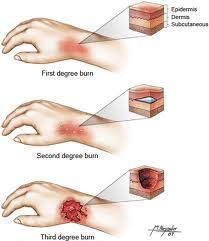 Epidermis
Dermis
Subcutaneous
First degree burn
Second degree burn
Third degree burn